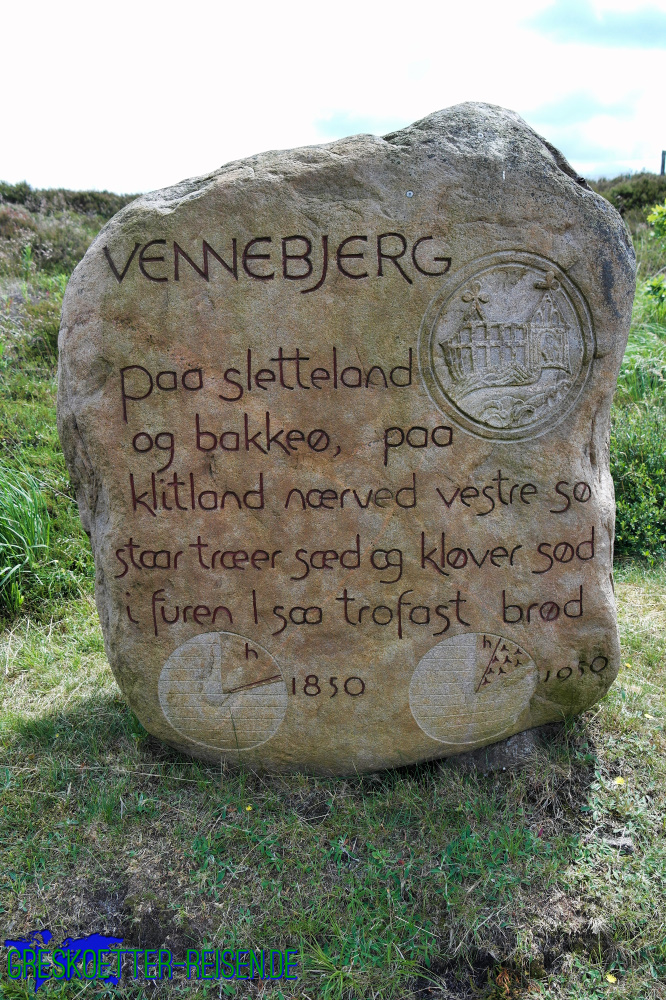 VENNEBJERG
paa sletteland
og bakkeø, paa
klitland nærved vestre sø
staar træer sæd og kløver sød
i furen I saa trofast brød
h 1850
h 1950
GRESKOETTER-REISEN.DE